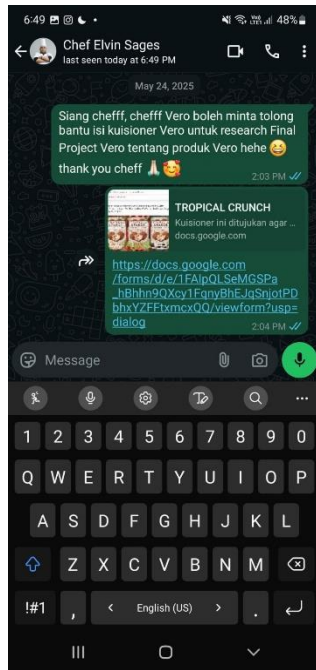 6:49
48%
Chef Elvin Sages
last seen today at 6:49 PM
May 24, 2025
Siang chefff, chefff Vero boleh minta tolong
bantu isi kuisioner Vero untuk research Final
Project Vero tentang produk Vero hehe 😆
thank you cheff 🙏🏻🥰
2:03 PM
TROPICAL CRUNCH
Kuisioner ini ditujukan agar ...
docs.google.com
https://docs.google.com
/forms/d/e/1FAIpQLSeMGSPa
_hBhhn9QXcy1FqnyBhEJqSnjotPD
bhxYZFFtxmcxQQ/viewform?usp=
dialog
2:04 PM
Message
1 2 3 4 5 6 7 8 9 0
Q W E R T Y U I O P
A S D F G H J K L
Z X C V B N M
!#1 , < English (US) > .